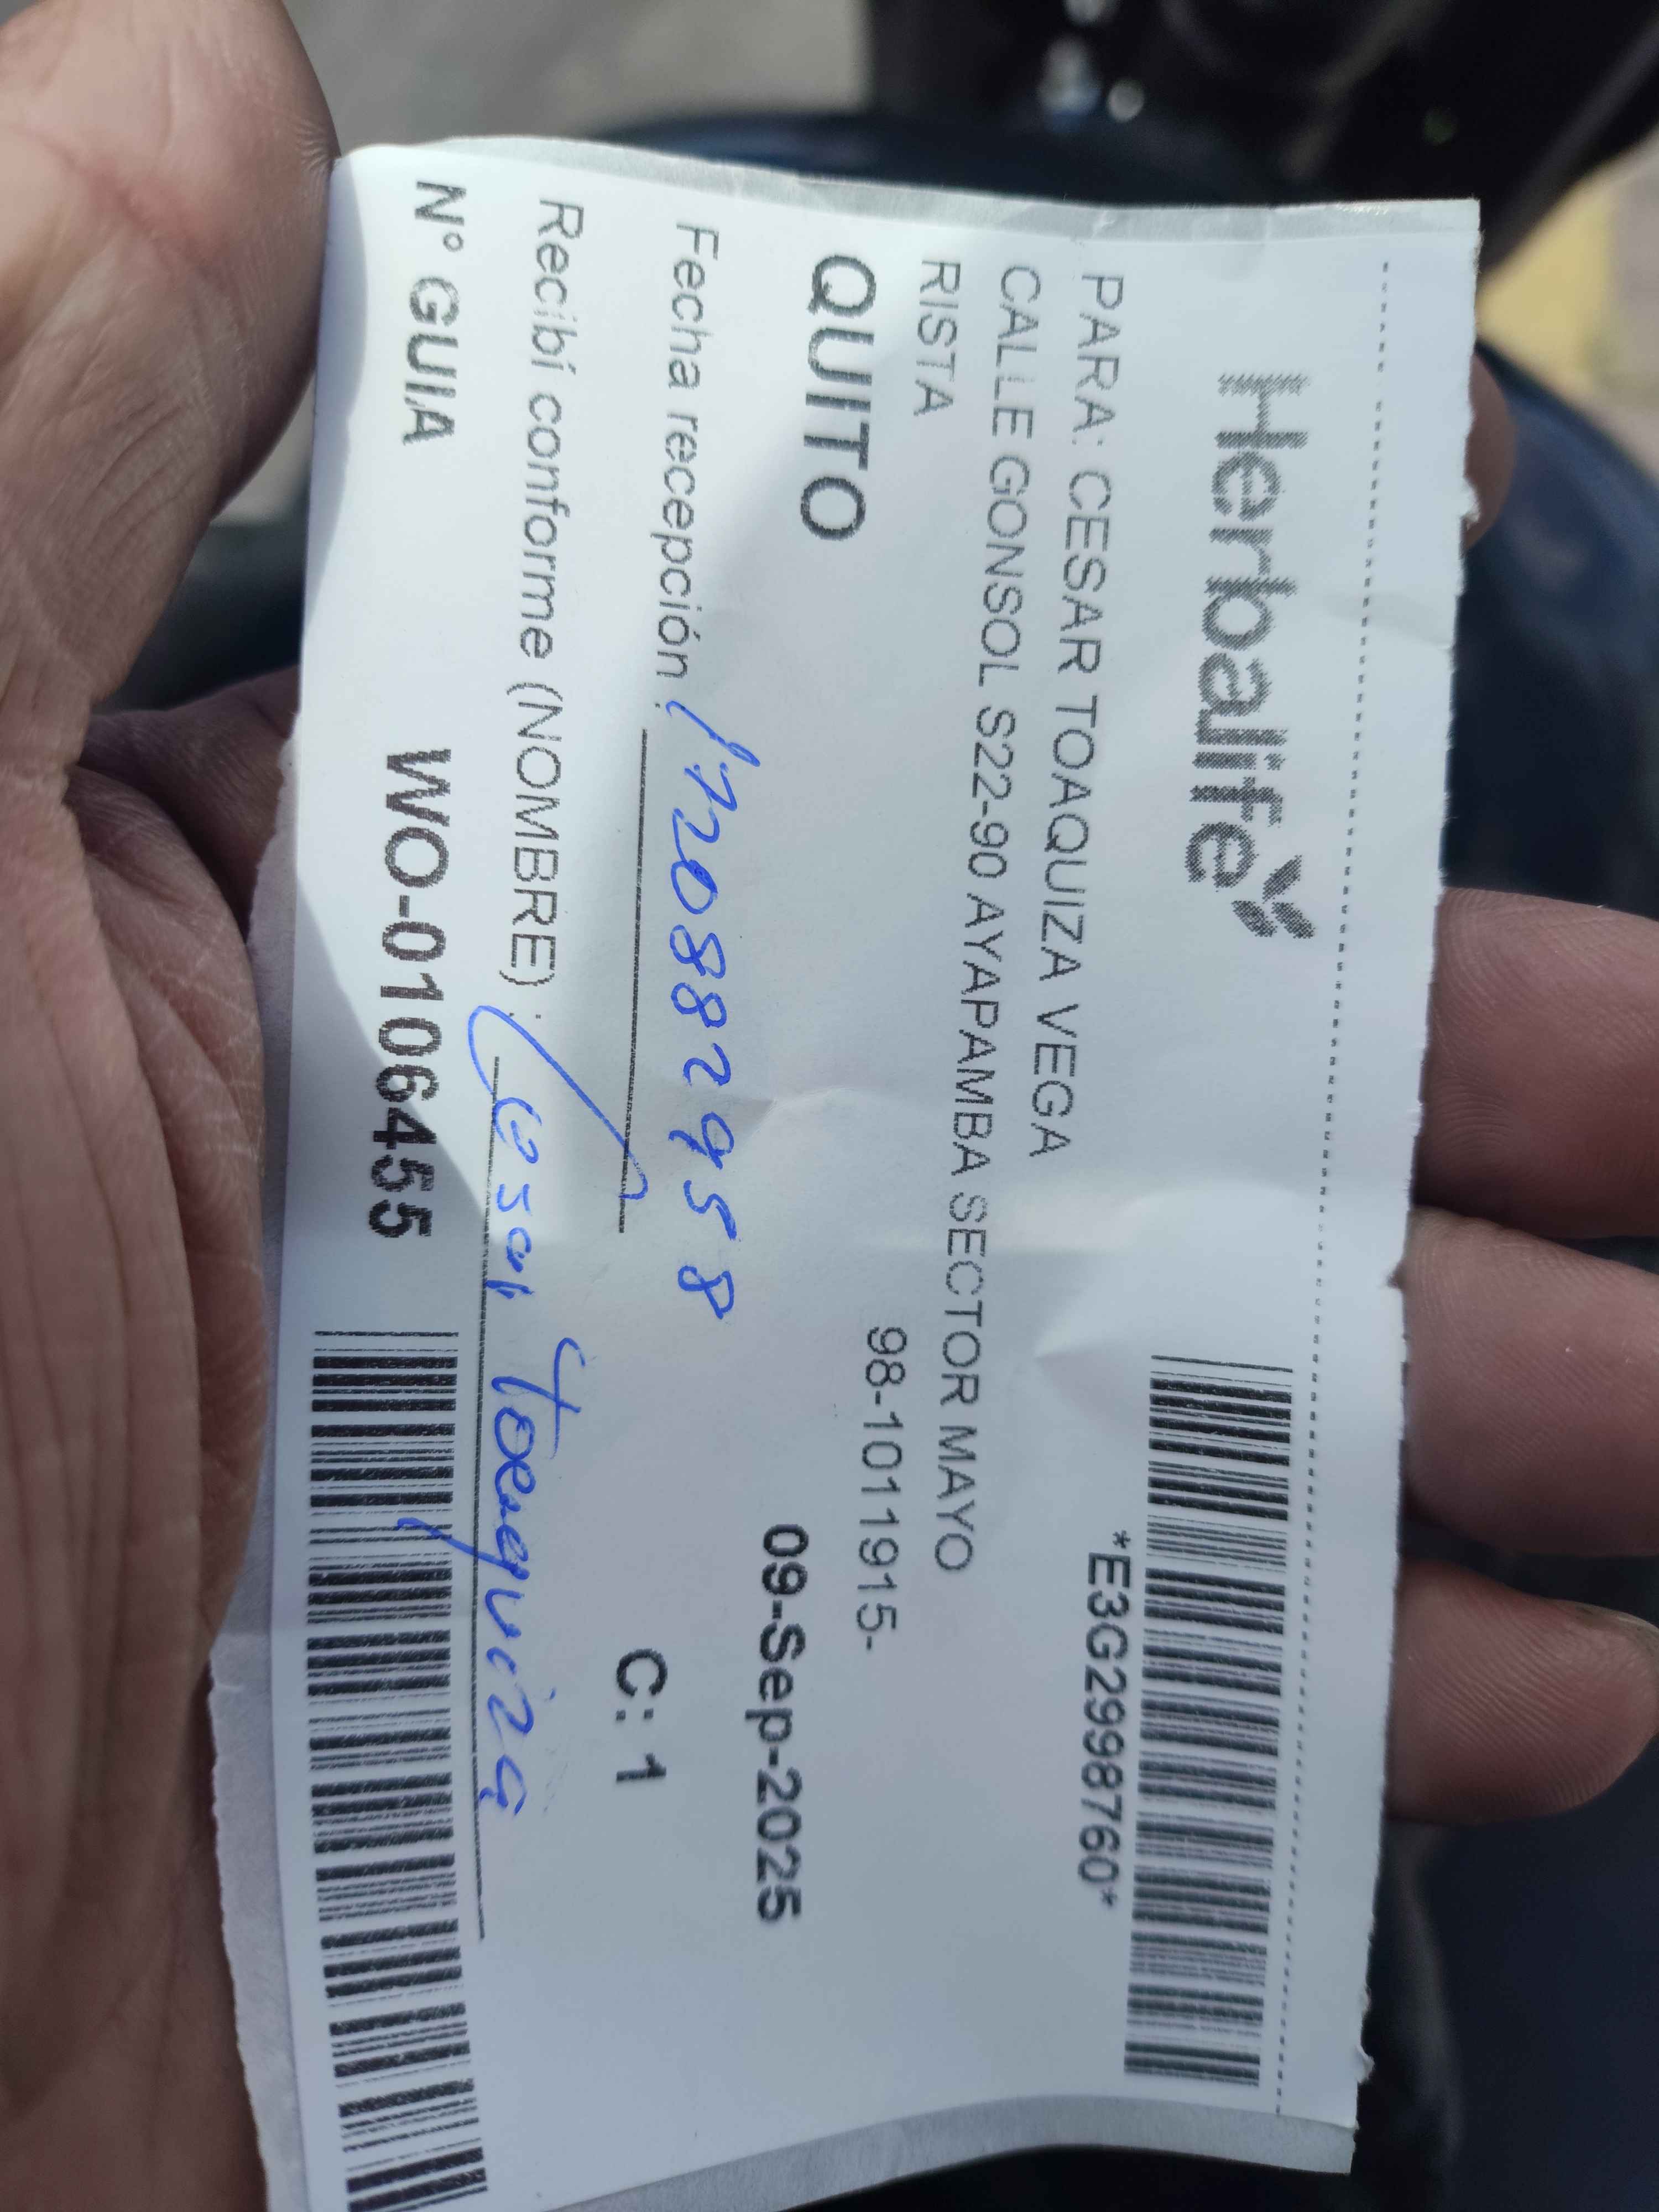 Herbalife
*E3G2998760*
PARA: CESAR TOAQUIZA VEGA
CALLE GONSOL S22-90 AYAPAMBA SECTOR MAYO
RISTA
98-1011915-
QUITO
09-Sep-2025
Fecha recepción : 1720882958
C: 1
Recibí conforme (NOMBRE) : Cesar Toaquiza
N° GUIA WO-0106455